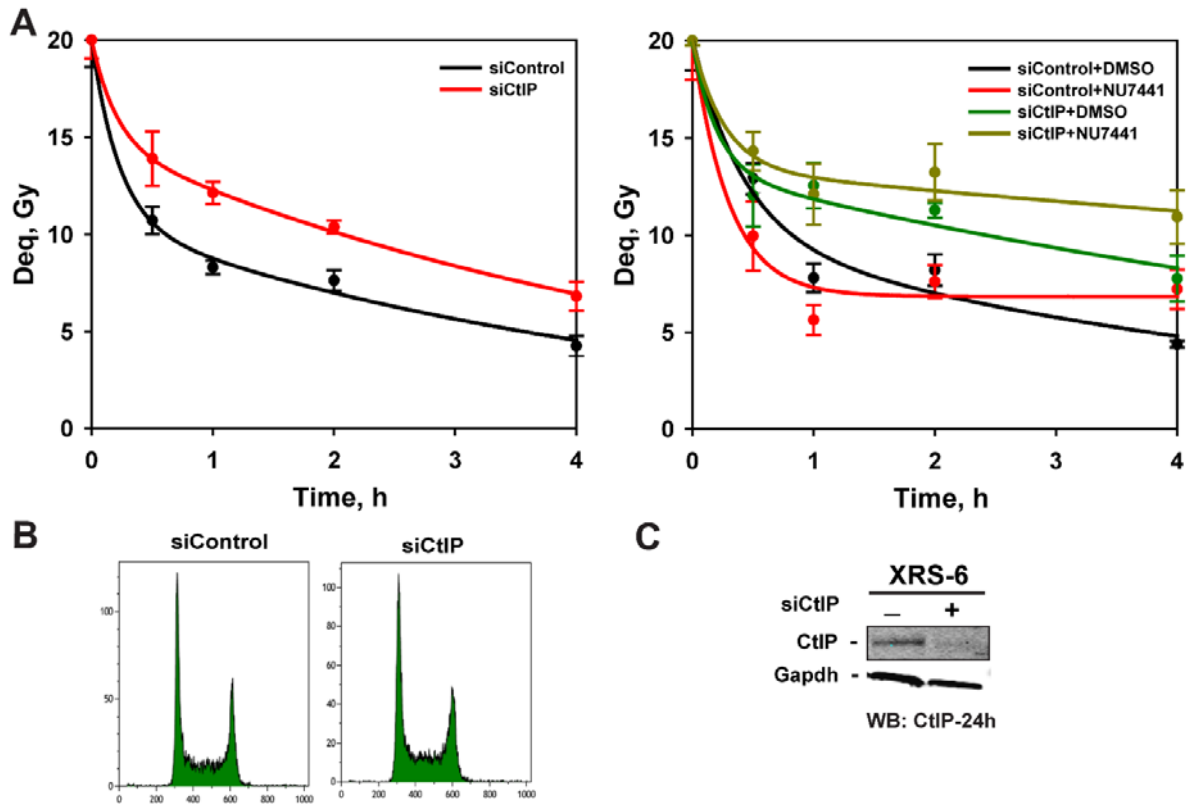 A
20
15
10
5
0
Deq, Gy
0 1 2 3 4
Time, h
siControl
siCtIP
20
15
10
5
0
Deq, Gy
0 1 2 3 4
Time, h
siControl+DMSO
siControl+NU7441
siCtIP+DMSO
siCtIP+NU7441
B
siControl
100
50
0
0 200 400 600 800 1000
siCtIP
100
80
60
40
20
0
0 200 400 600 800 1000
C
XRS-6
siCtIP − +
CtIP -
Gapdh -
WB: CtIP-24h